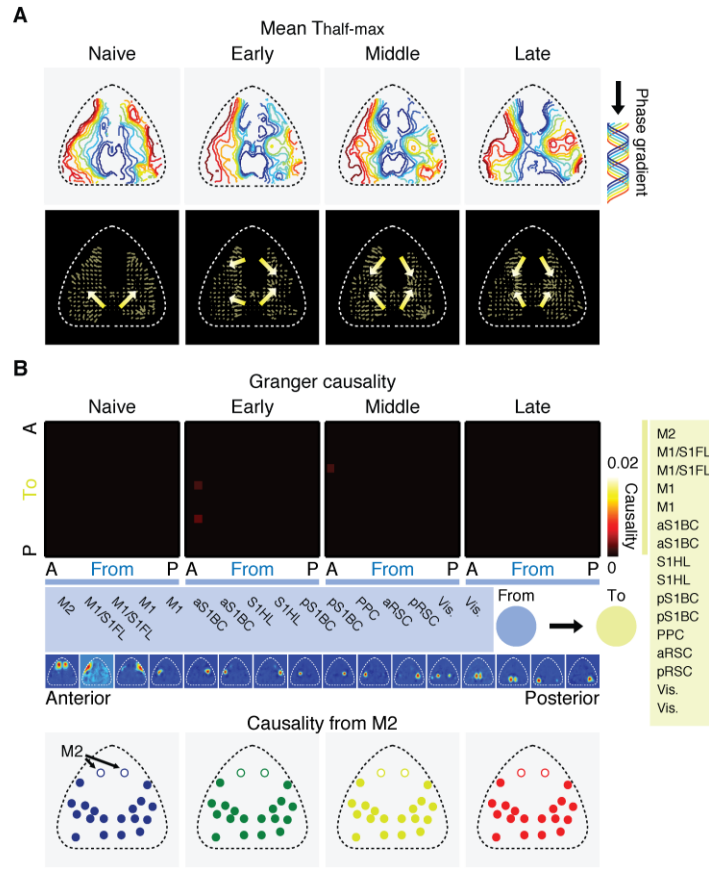 A
Mean Thalf-max
Naive Early Middle Late
Phase gradient
B
Granger causality
Naive Early Middle Late
A
To
P
0.02
Causality
0
M2
M1/S1FL
M1/S1FL
M1
M1
aS1BC
aS1BC
S1HL
S1HL
pS1BC
pS1BC
PPC
aRSC
pRSC
Vis.
Vis.
A From P A From P A From P A From P
M2 M1/S1FL M1/S1FL M1 M1 aS1BC aS1BC S1HL S1HL pS1BC pS1BC PPC aRSC pRSC Vis. Vis.
From To
Anterior Posterior
Causality from M2
M2